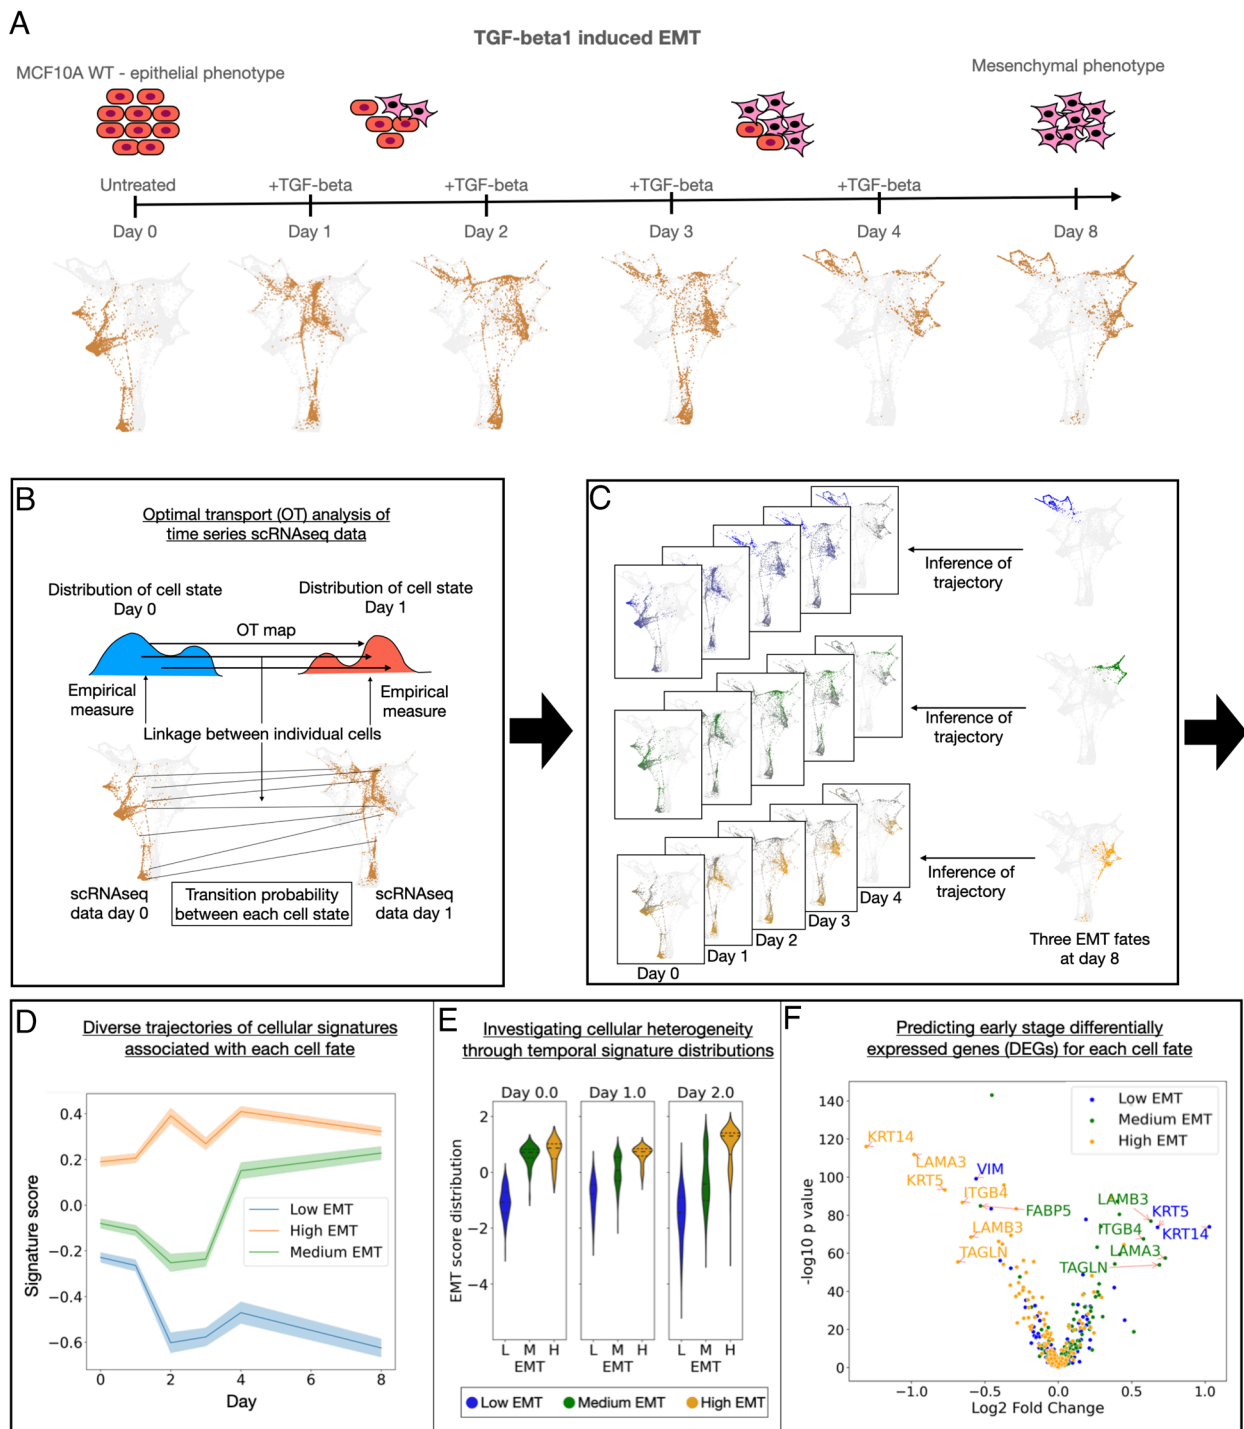 A
TGF-beta1 induced EMT
MCF10A WT - epithelial phenotype
Mesenchymal phenotype
Untreated
+TGF-beta
+TGF-beta
+TGF-beta
+TGF-beta
Day 0
Day 1
Day 2
Day 3
Day 4
Day 8
B
Optimal transport (OT) analysis of
time series scRNAseq data
Distribution of cell state
Day 0
Distribution of cell state
Day 1
OT map
Empirical
measure
Empirical
measure
Linkage between individual cells
scRNAseq
data day 0
Transition probability
between each cell state
scRNAseq
data day 1
C
Inference of
trajectory
Inference of
trajectory
Inference of
trajectory
Day 0
Day 1
Day 2
Day 3
Day 4
Three EMT fates
at day 8
D
Diverse trajectories of cellular signatures
associated with each cell fate
Signature score
0.4
0.2
0.0
−0.2
−0.4
−0.6
Low EMT
High EMT
Medium EMT
0
2
4
6
8
Day
E
Investigating cellular heterogeneity
through temporal signature distributions
Day 0.0
Day 1.0
Day 2.0
EMT score distribution
2
0
−2
−4
L M H
EMT
L M H
EMT
L M H
EMT
Low EMT
Medium EMT
High EMT
F
Predicting early stage differentially
expressed genes (DEGs) for each cell fate
-log10 p value
140
120
100
80
60
40
20
0
Low EMT
Medium EMT
High EMT
KRT14
LAMA3
KRT5
VIM
ITGB4
FABP5
LAMB3
TAGLN
LAMB3
KRT5
ITGB4
KRT14
LAMA3
TAGLN
−1.0
−0.5
0.0
0.5
1.0
Log2 Fold Change